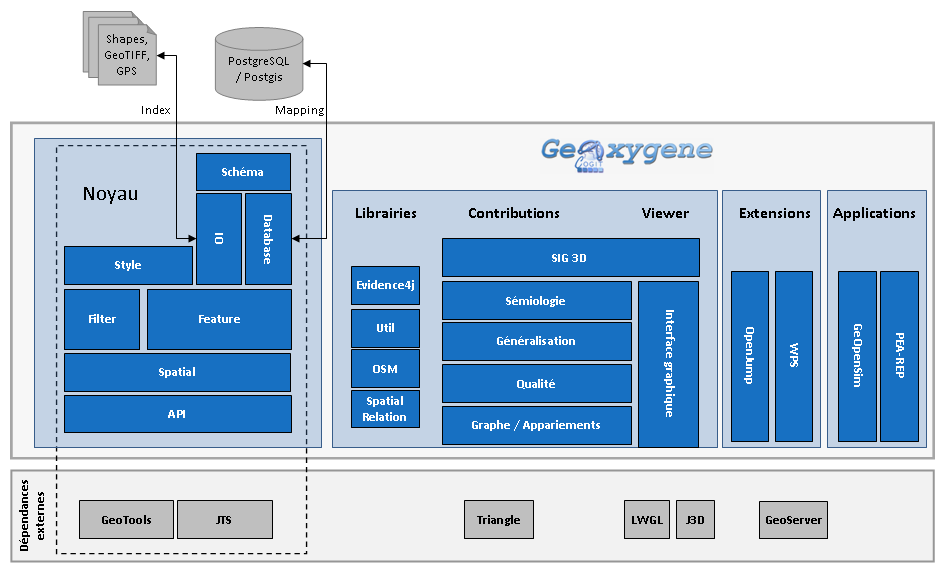 Shapes,
GeoTIFF,
GPS
PostgreSQL
/ Postgis
Index
Mapping
GeOxygene
COGIT
Noyau
Schéma
IO
Database
Style
Filter
Feature
Spatial
API
Librairies
Contributions
Viewer
Extensions
Applications
SIG 3D
Evidence4j
Util
OSM
Spatial
Relation
Sémiologie
Généralisation
Qualité
Graphe / Appariements
Interface graphique
OpenJump
WPS
GeOpenSim
PEA-REP
Dépendances
externes
GeoTools
JTS
Triangle
LWGL
J3D
GeoServer